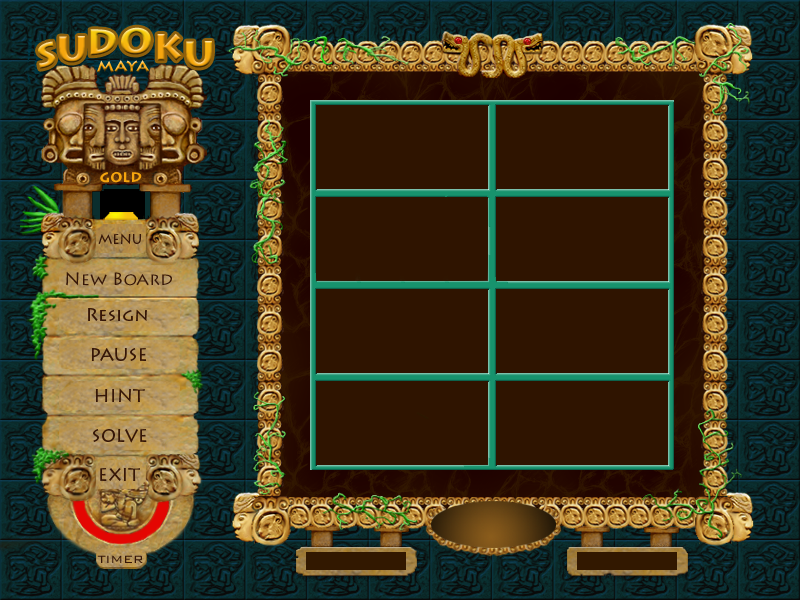 SUDOKU
MAYA
GOLD
MENU
NEW BOARD
RESIGN
PAUSE
HINT
SOLVE
EXIT
TIMER